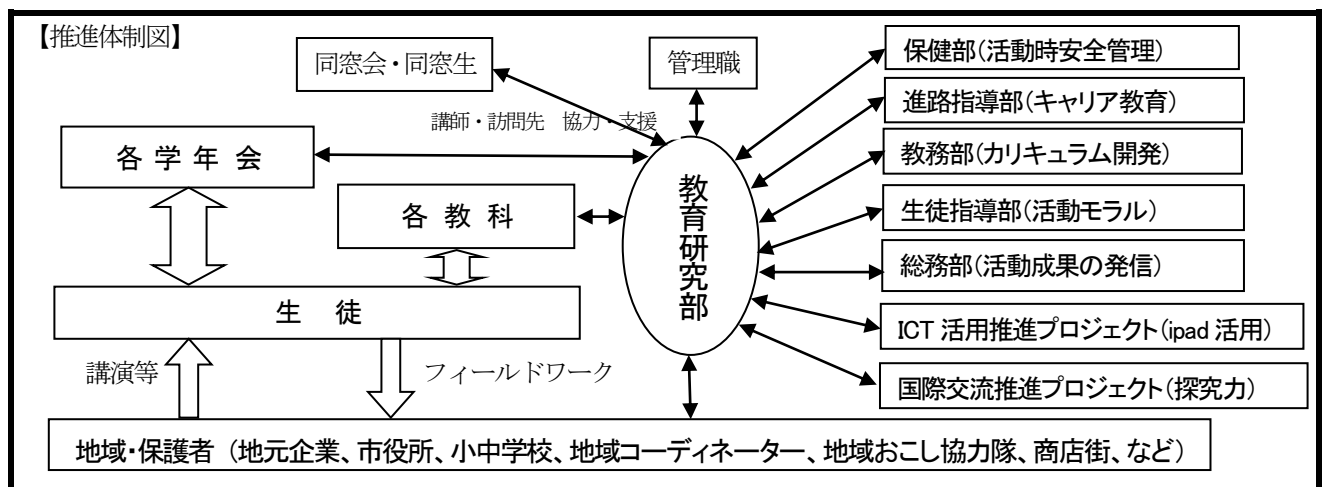 【推進体制図】
同窓会・同窓生
管理職
保健部(活動時安全管理)
進路指導部(キャリア教育)
講師・訪問先　協力・支援
各 学 年 会
教務部(カリキュラム開発)
各 教 科
教育研究部
生徒指導部(活動モラル)
総務部(活動成果の発信)
生　徒
ICT 活用推進プロジェクト(ipad 活用)
講演等
フィールドワーク
国際交流推進プロジェクト(探究力)
地域・保護者（地元企業、市役所、小中学校、地域コーディネーター、地域おこし協力隊、商店街、など）